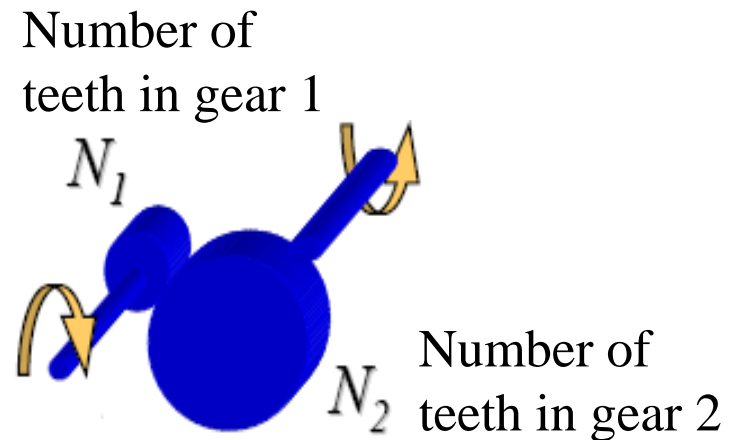 Number of
teeth in gear 1
N1
Number of
N2 teeth in gear 2